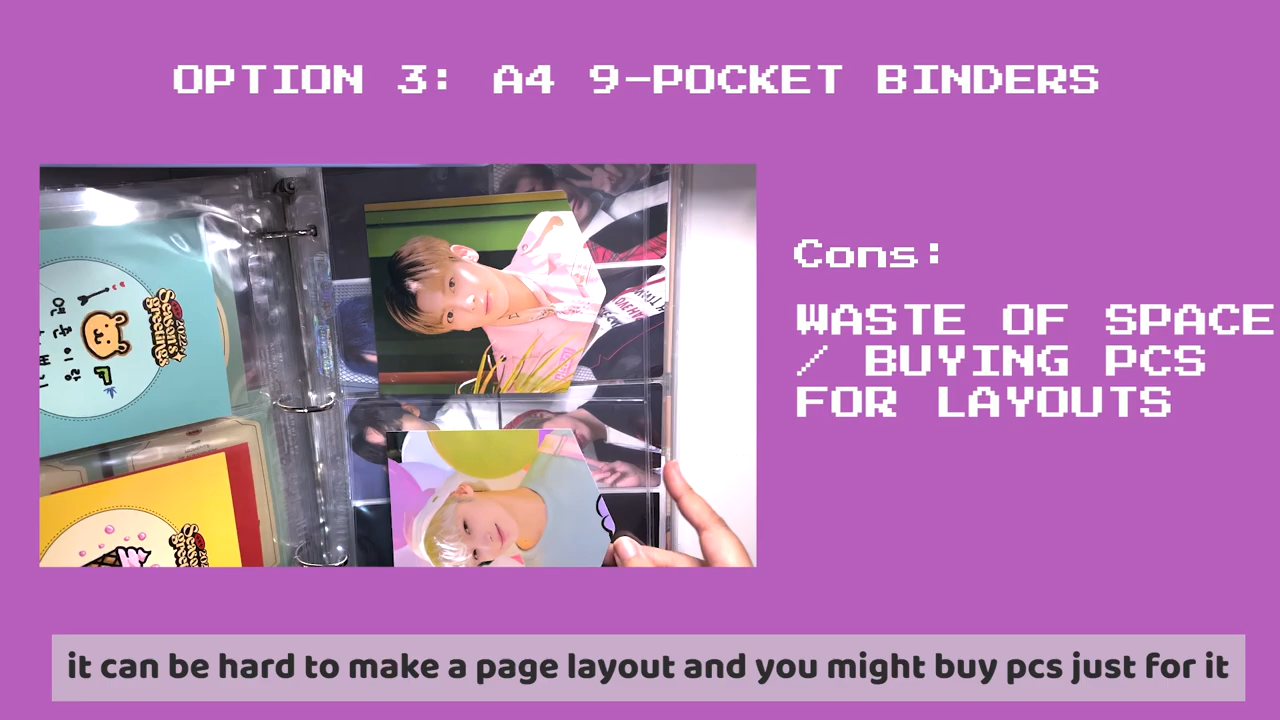 OPTION 3: A4 9-POCKET BINDERS
Cons:
WASTE OF SPACE
/ BUYING PCS
FOR LAYOUTS
it can be hard to make a page layout and you might buy pcs just for it